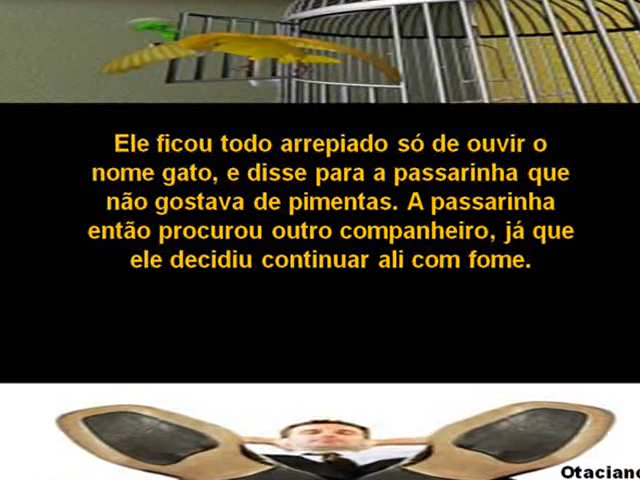 Ele ficou todo arrepiado só de ouvir o
nome gato, e disse para a passarinha que
não gostava de pimentas. A passarinha
então procurou outro companheiro, já que
ele decidiu continuar ali com fome.
Otaciano